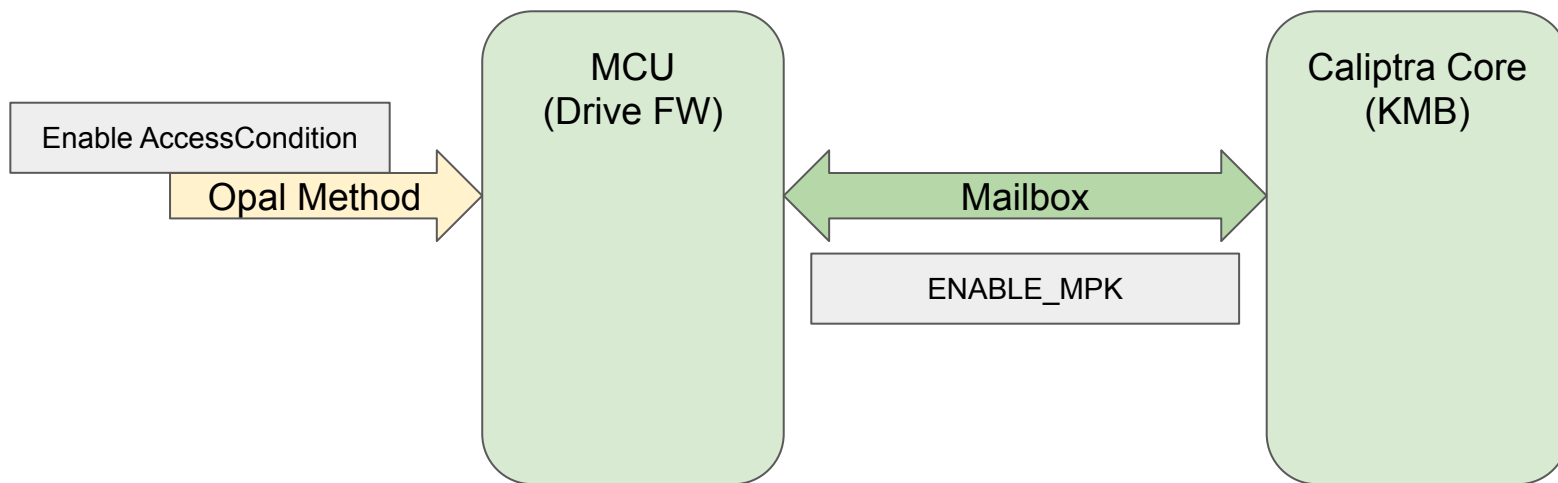 MCU
(Drive FW)
Caliptra Core
(KMB)
Enable AccessCondition
Opal Method
Mailbox
ENABLE_MPK